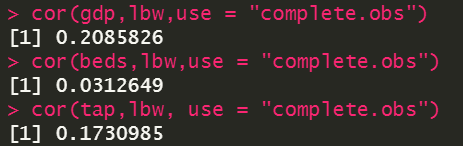 > cor(gdp,lbw,use = "complete.obs")
[1] 0.2085826
> cor(beds,lbw,use = "complete.obs")
[1] 0.0312649
> cor(tap,lbw, use = "complete.obs")
[1] 0.1730985